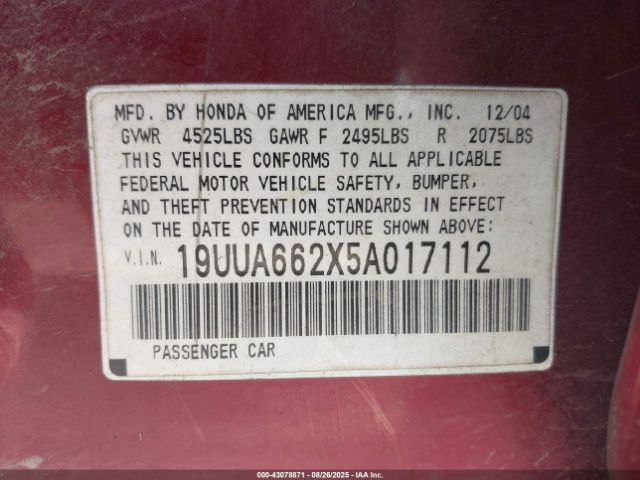 MFD. BY HONDA OF AMERICA MFG., INC. 12/04
GVWR 4525LBS GAWR F 2495LBS R 2075LBS
THIS VEHICLE CONFORMS TO ALL APPLICABLE
FEDERAL MOTOR VEHICLE SAFETY, BUMPER,
AND THEFT PREVENTION STANDARDS IN EFFECT
ON THE DATE OF MANUFACTURE SHOWN ABOVE:
V.I.N. 19UUA662X5A017112
PASSENGER CAR
000-43078871 - 08/26/2025 - IAA Inc.